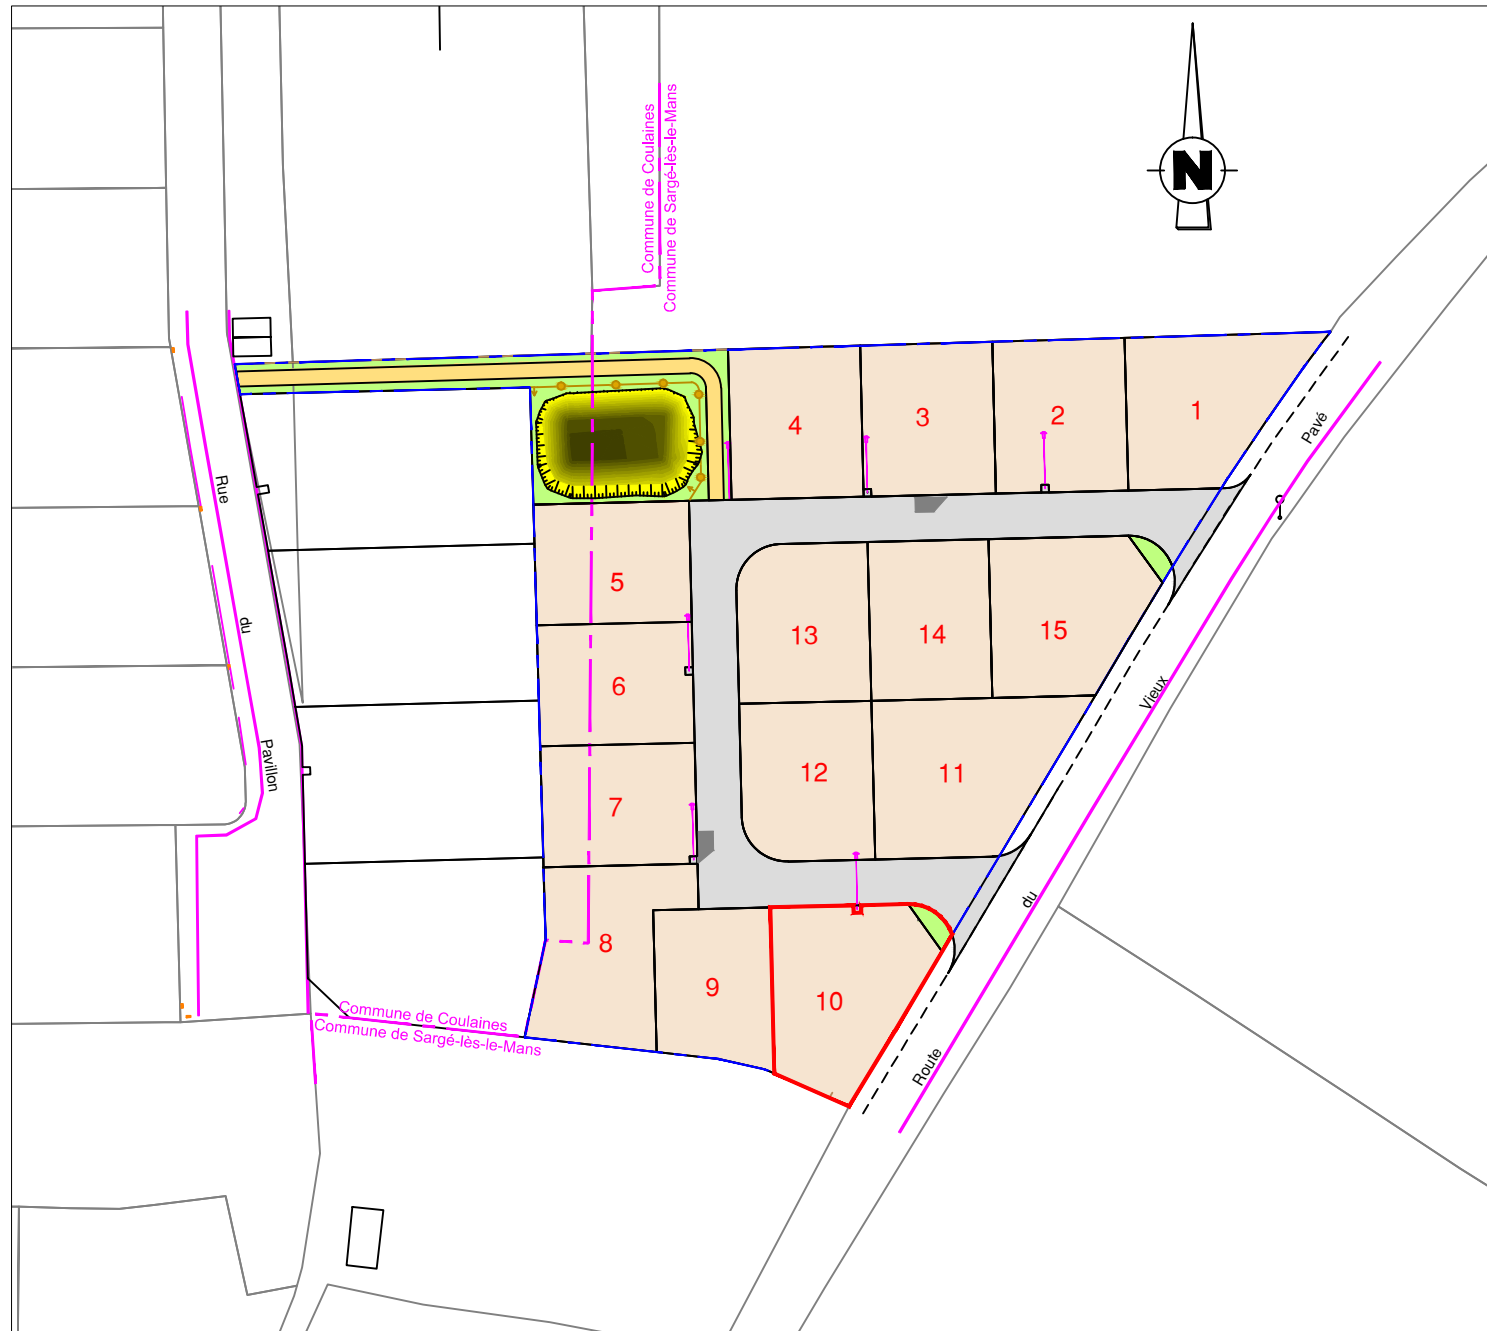 Commune de Coulaines
Commune de Sargé-lès-le-Mans
N
Pavé
4
3
2
1
Rue
5
13
14
15
du
6
Vieux
Pavillon
12
11
7
du
8
9
10
Commune de Coulaines
Commune de Sargé-lès-le-Mans
Route